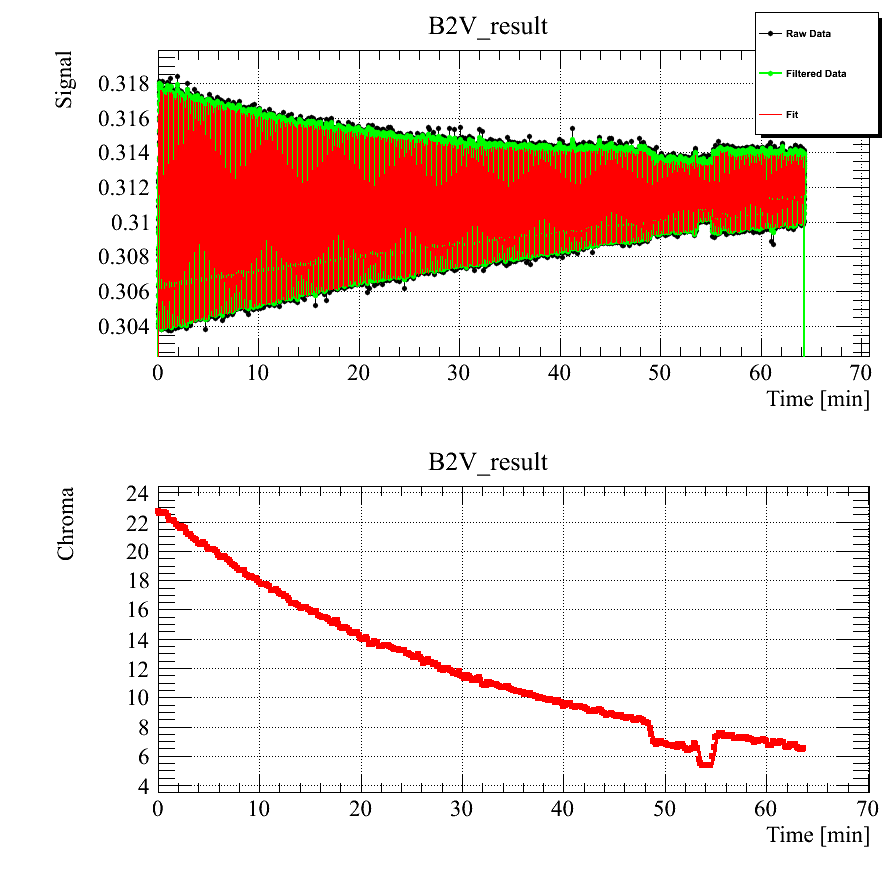 B2V_result
Raw Data
Filtered Data
Fit
Signal
0.318
0.316
0.314
0.312
0.31
0.308
0.306
0.304
0 10 20 30 40 50 60 70
Time [min]
B2V_result
Chroma
24
22
20
18
16
14
12
10
8
6
4
0 10 20 30 40 50 60 70
Time [min]